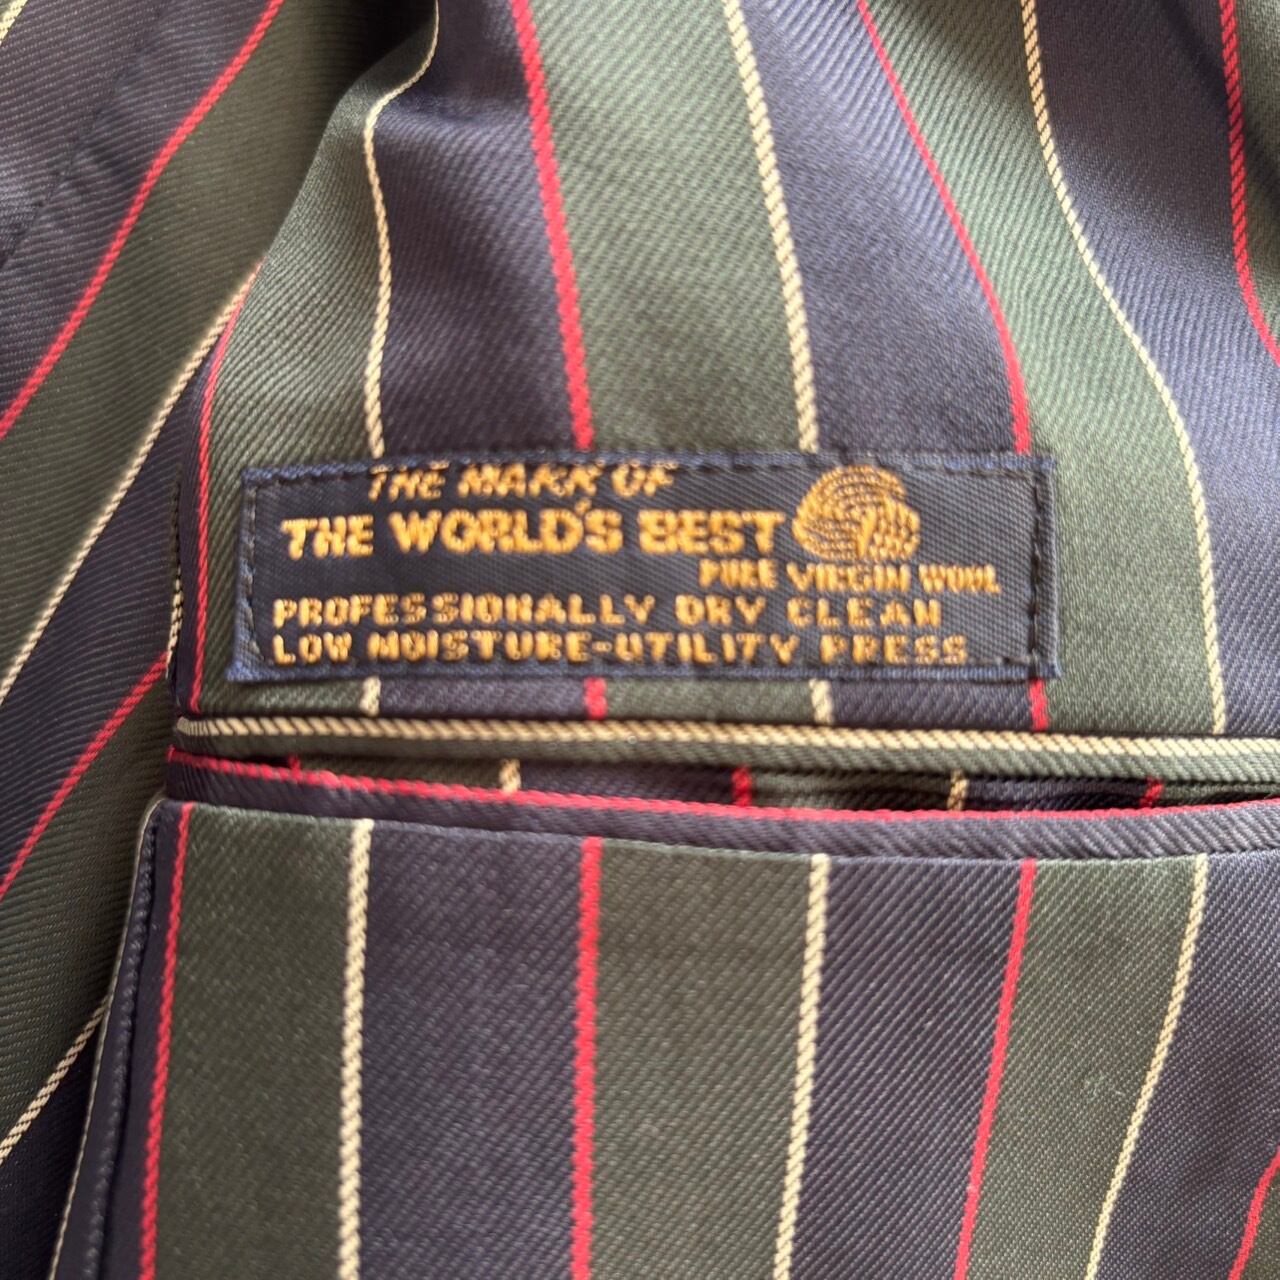 THE MARK OF
THE WORLD'S BEST
PURE VIRGIN WOOL
PROFESSIONALLY DRY CLEAN
LOW MOISTURE-UTILITY PRESS